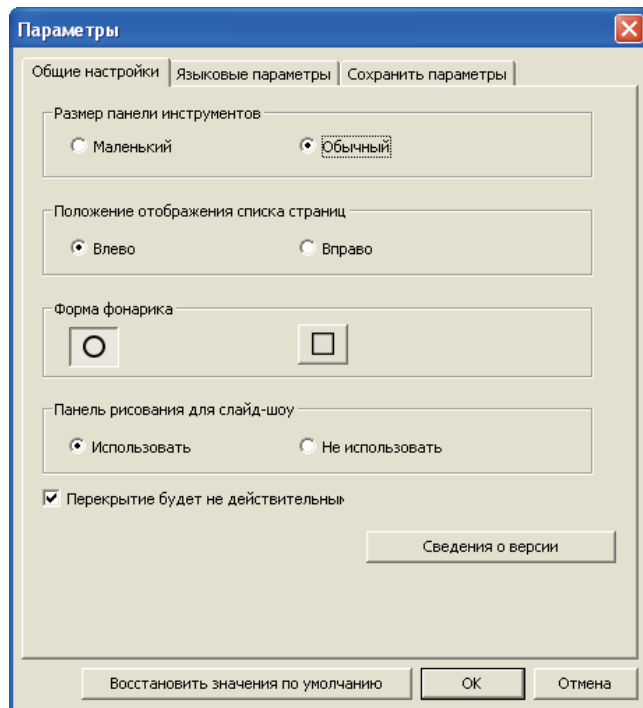 Параметры
Общие настройки Языковые параметры Сохранить параметры
Размер панели инструментов
Маленький Обычный
Положение отображения списка страниц
Влево Вправо
Форма фонарика
Панель рисования для слайд-шоу
Использовать Не использовать
Перекрытие будет не действительны
Сведения о версии
Восстановить значения по умолчанию OK Отмена